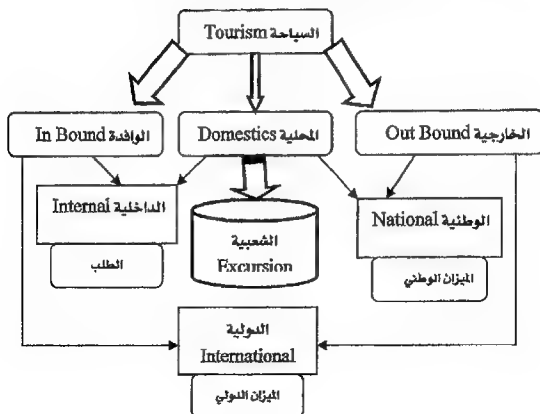 السياحة Tourism
الوافدة In Bound
المحلية Domestics
الخارجية Out Bound
الداخلية Internal
الطلب
الشعبية
Excursion
الوطنية National
الميزان الوطني
الدولية
International
الميزان الدولي